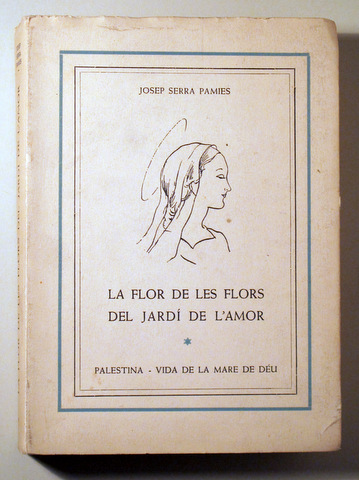 JOSEP SERRA PAMIES
LA FLOR DE LES FLORS
DEL JARDÍ DE L'AMOR
*
PALESTINA - VIDA DE LA MARE DE DÉU